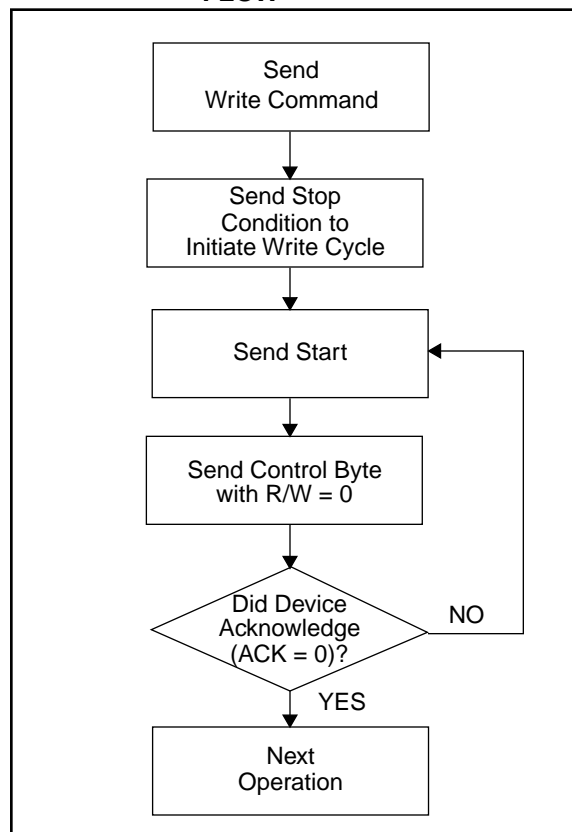 FLOW
Send
Write Command
Send Stop
Condition to
Initiate Write Cycle
Send Start
Send Control Byte
with R/W = 0
Did Device
Acknowledge
(ACK = 0)?
NO
YES
Next
Operation